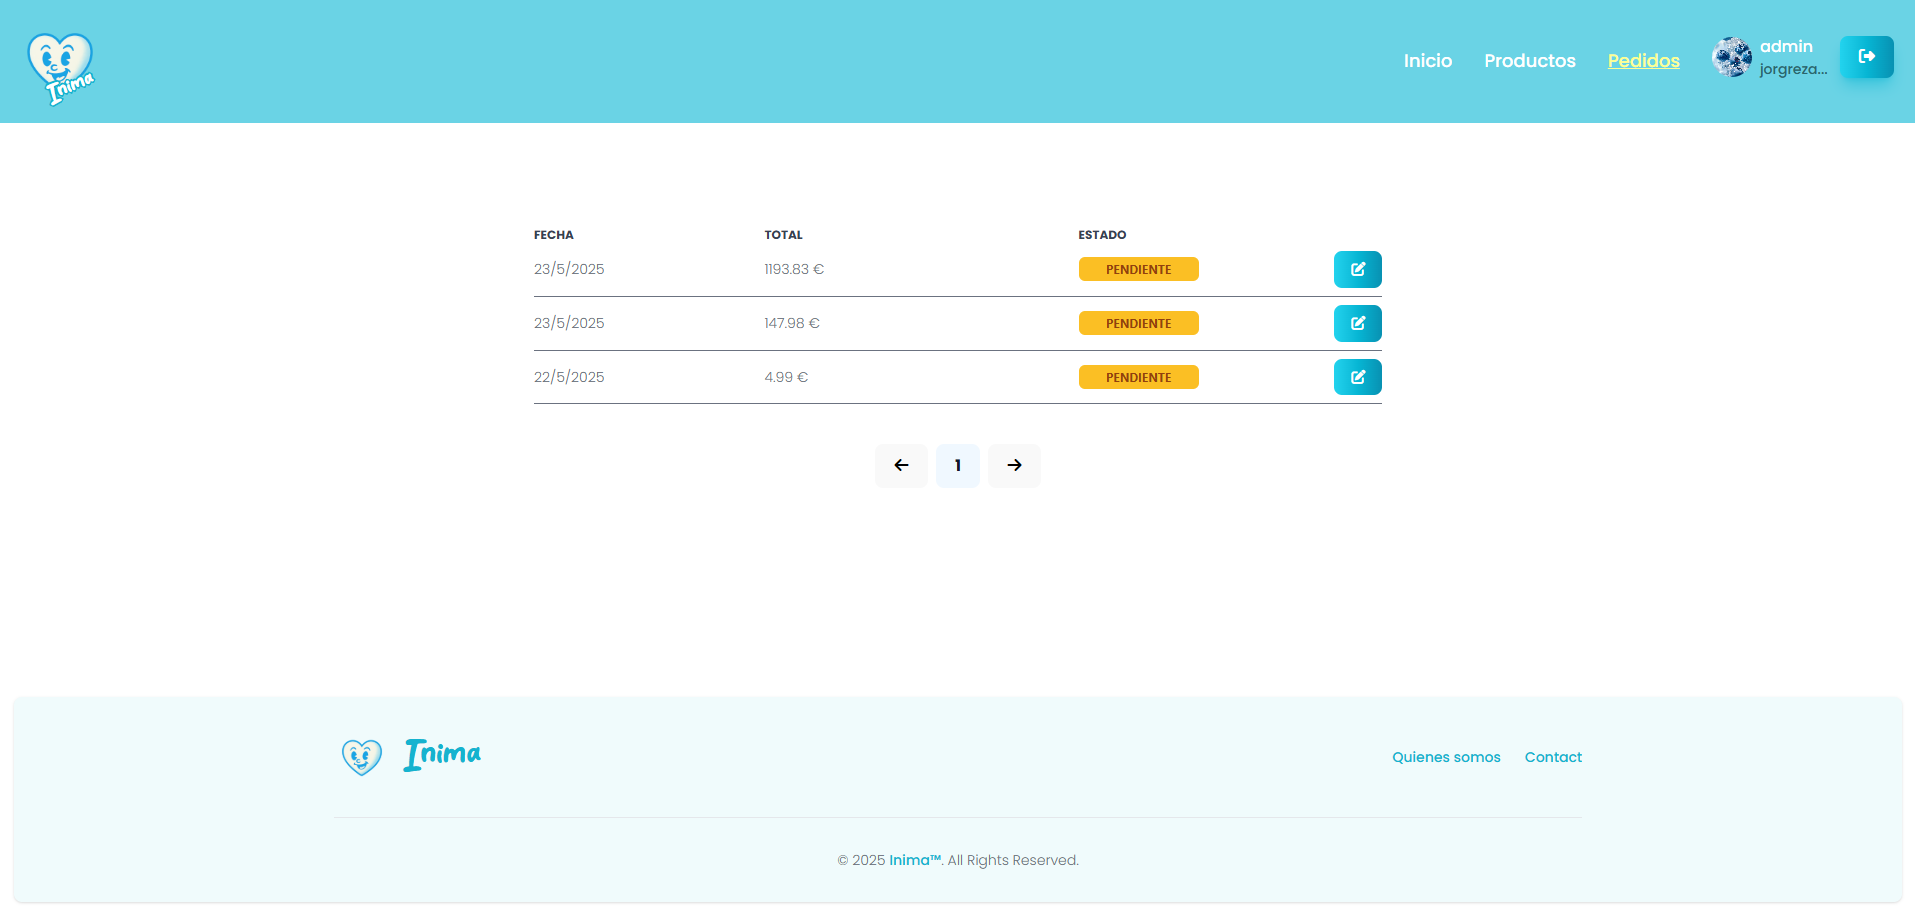 Inima
Inicio Productos Pedidos
admin
jorgreza...
FECHA TOTAL ESTADO
23/5/2025 1193.83 € PENDIENTE
23/5/2025 147.98 € PENDIENTE
22/5/2025 4.99 € PENDIENTE
1
Inima
Quienes somos Contact
© 2025 Inima™. All Rights Reserved.